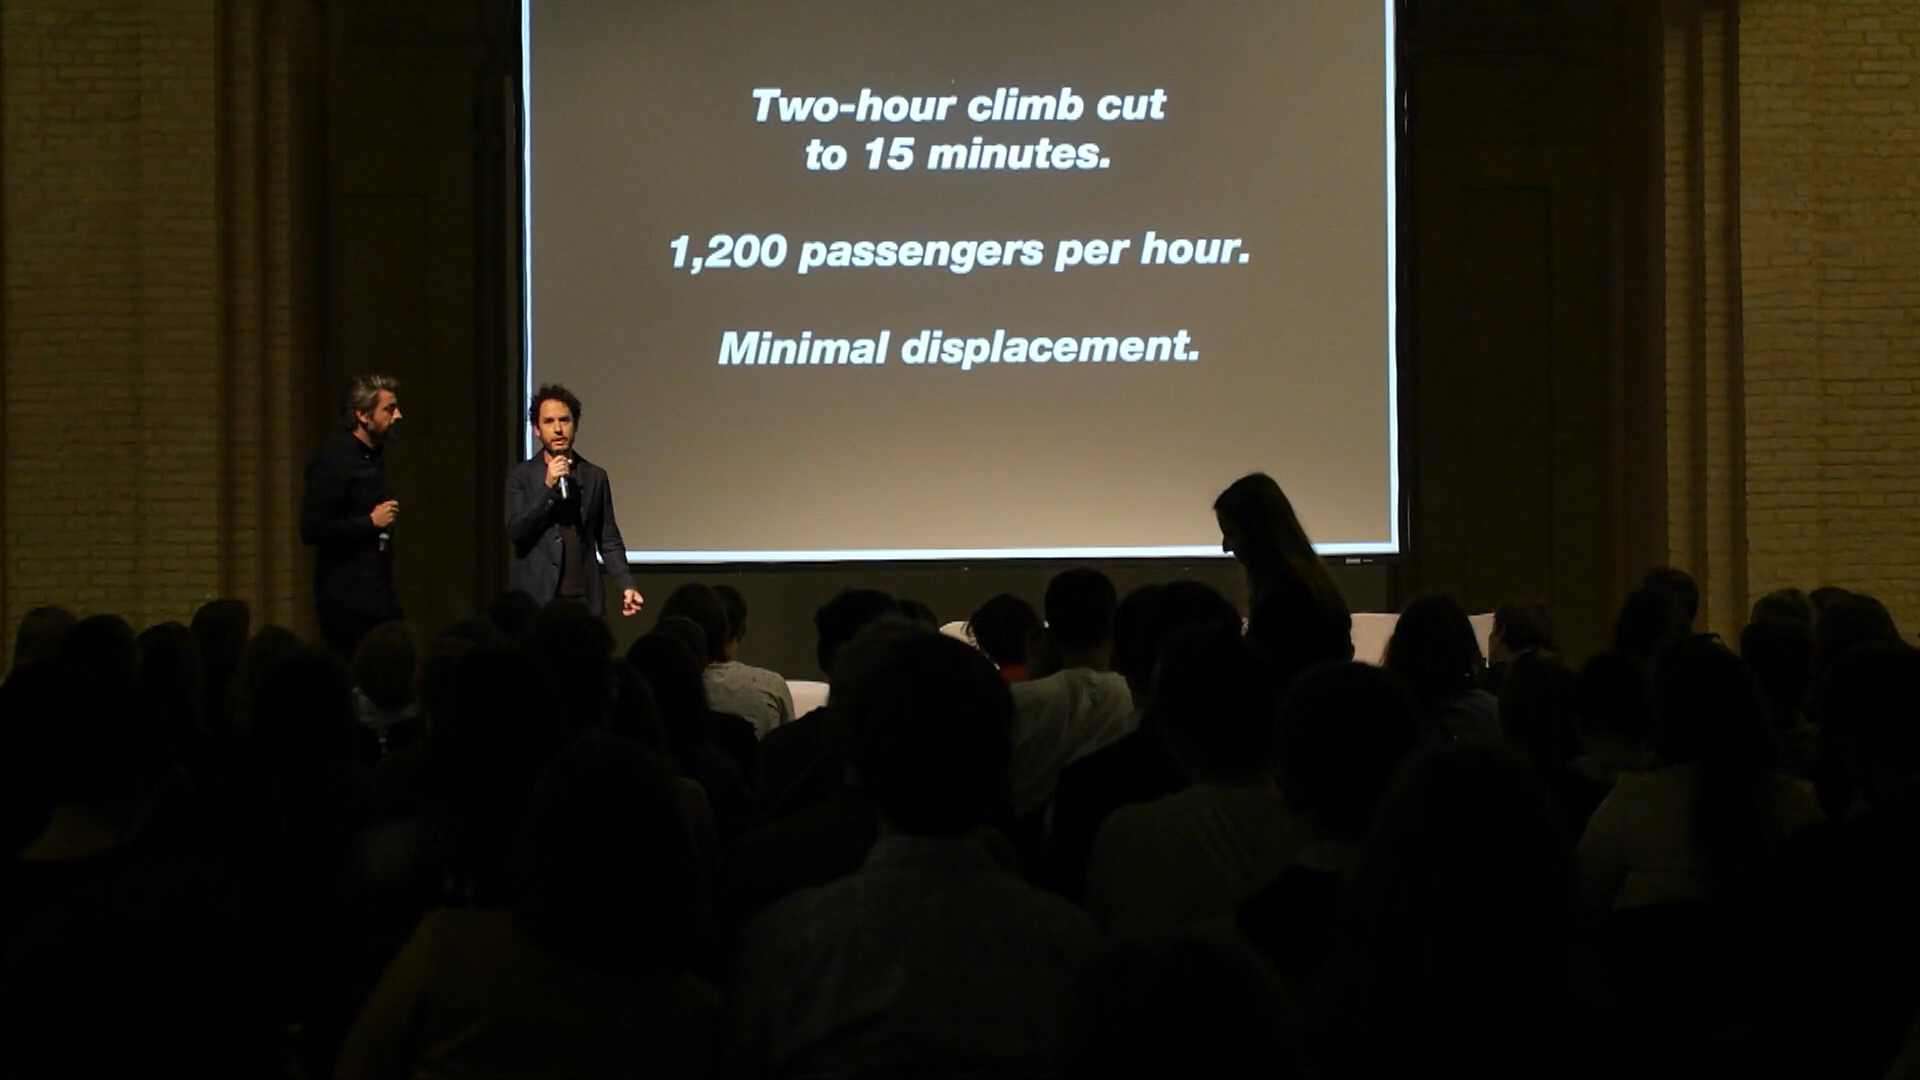 Two-hour climb cut
to 15 minutes.
1,200 passengers per hour.
Minimal displacement.